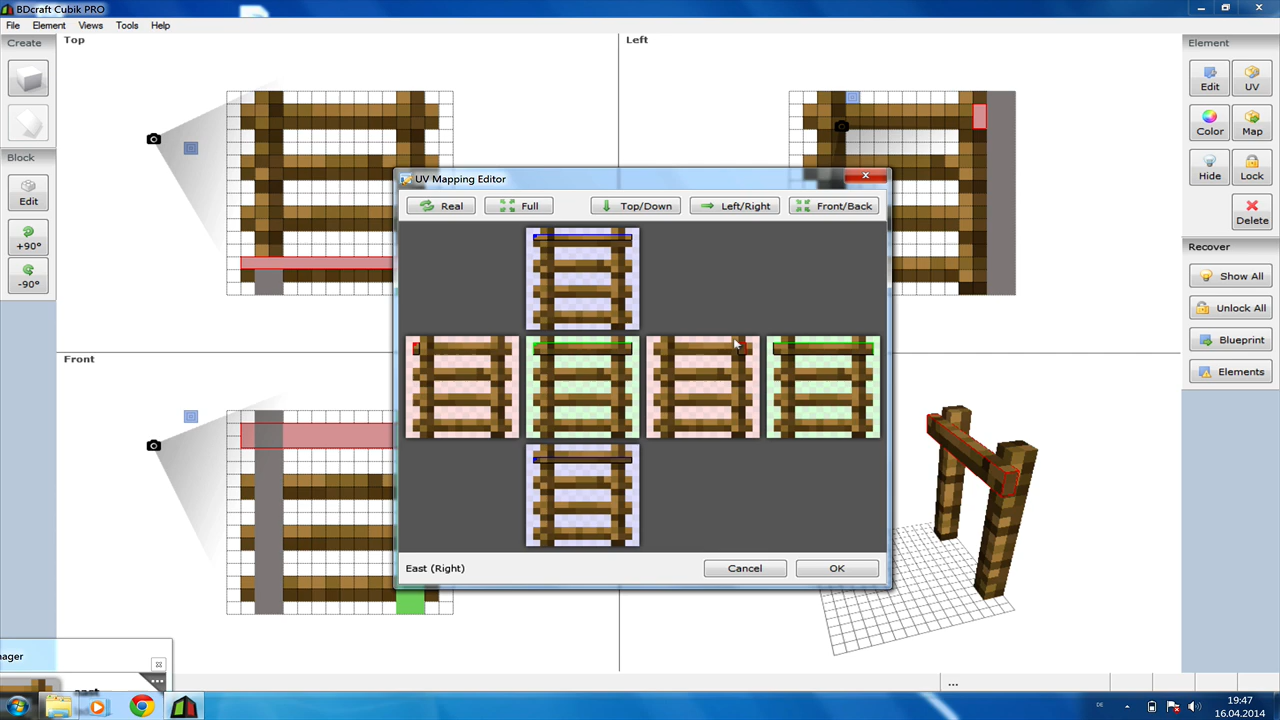 BDcraft Cubik PRO
File Element Views Tools Help
Create
Top
Left
Element
Edit UV
Color Map
Block
Edit
Hide Lock
+90°
-90°
Delete
Recover
Show All
Unlock All
Blueprint
Elements
Front
UV Mapping Editor
Real Full Top/Down Left/Right Front/Back
East (Right) Cancel OK
nager
...
...
DE
19:47
16.04.2014